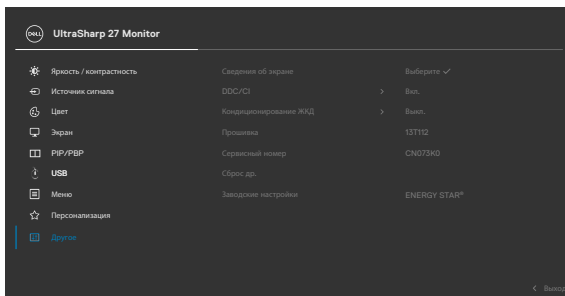 DELL UltraSharp 27 Monitor
Яркость / контрастность Сведения об экране Выберите ✓
Источник сигнала DDC/CI > Вкл.
Цвет Кондиционирование ЖКД > Выкл.
Экран Прошивка 13T112
PIP/PBP Сервисный номер CN073K0
USB Сброс др.
Меню Заводские настройки ENERGY STAR®
Персонализация
Другое
< Выход